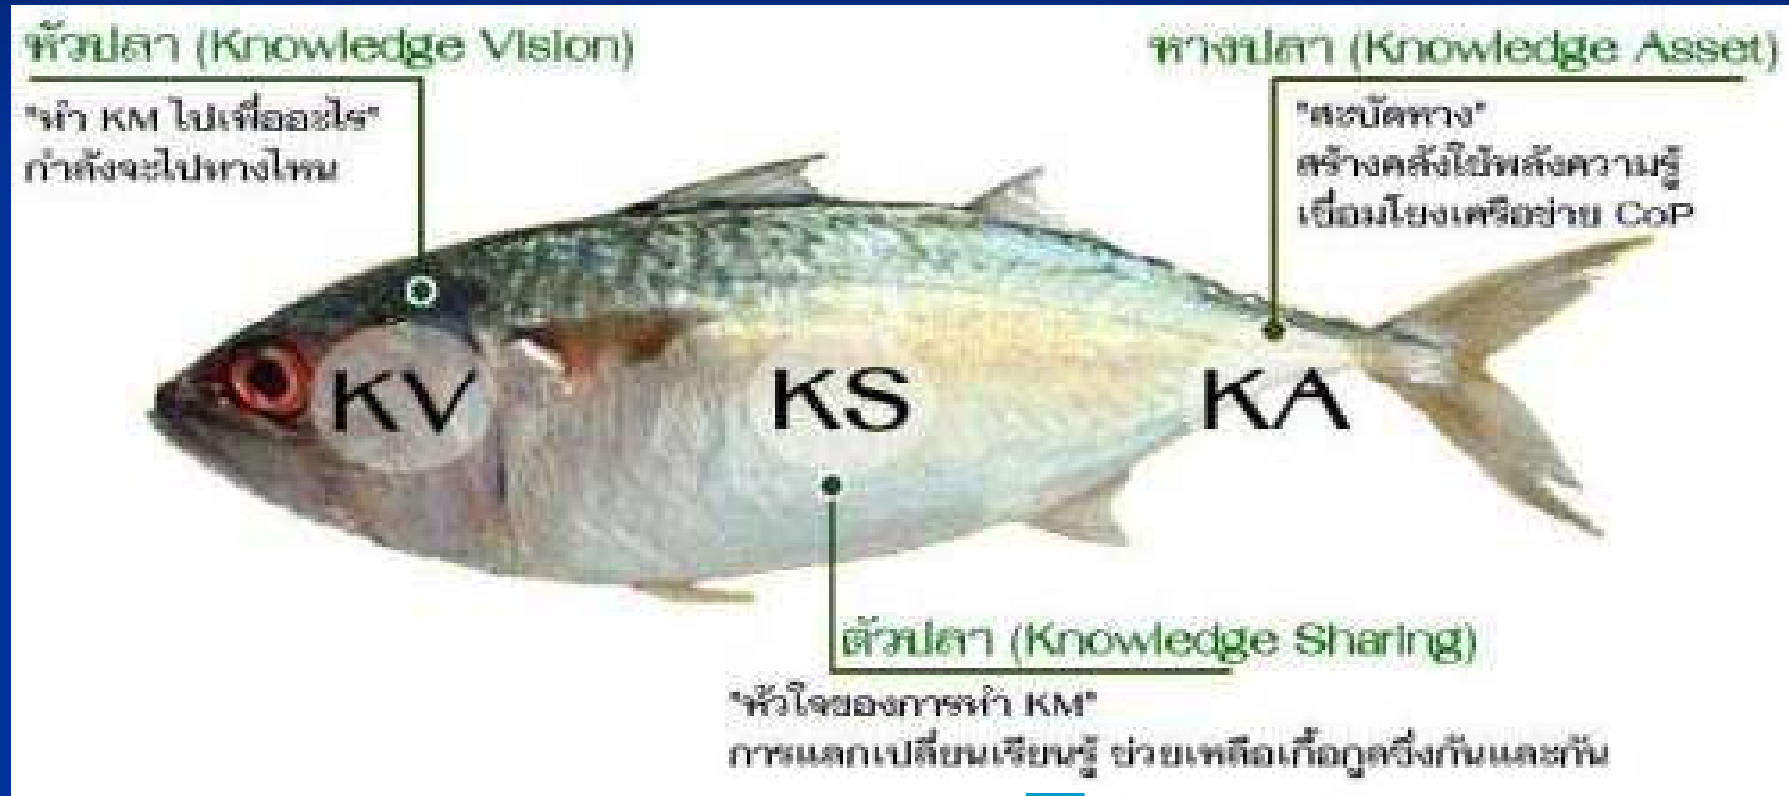 หัวปลา (Knowledge Vision)
"ทำ KM ไปเพื่ออะไร"
กำลังจะไปทางไหน
หางปลา (Knowledge Asset)
"สะบัดหาง"
สร้างคลังใช้พลังความรู้
เชื่อมโยงเครือข่าย CoP
KV
KS
KA
ตัวปลา (Knowledge Sharing)
"หัวใจของการทำ KM"
การแลกเปลี่ยนเรียนรู้ ช่วยเหลือเกื้อกูลซึ่งกันและกัน